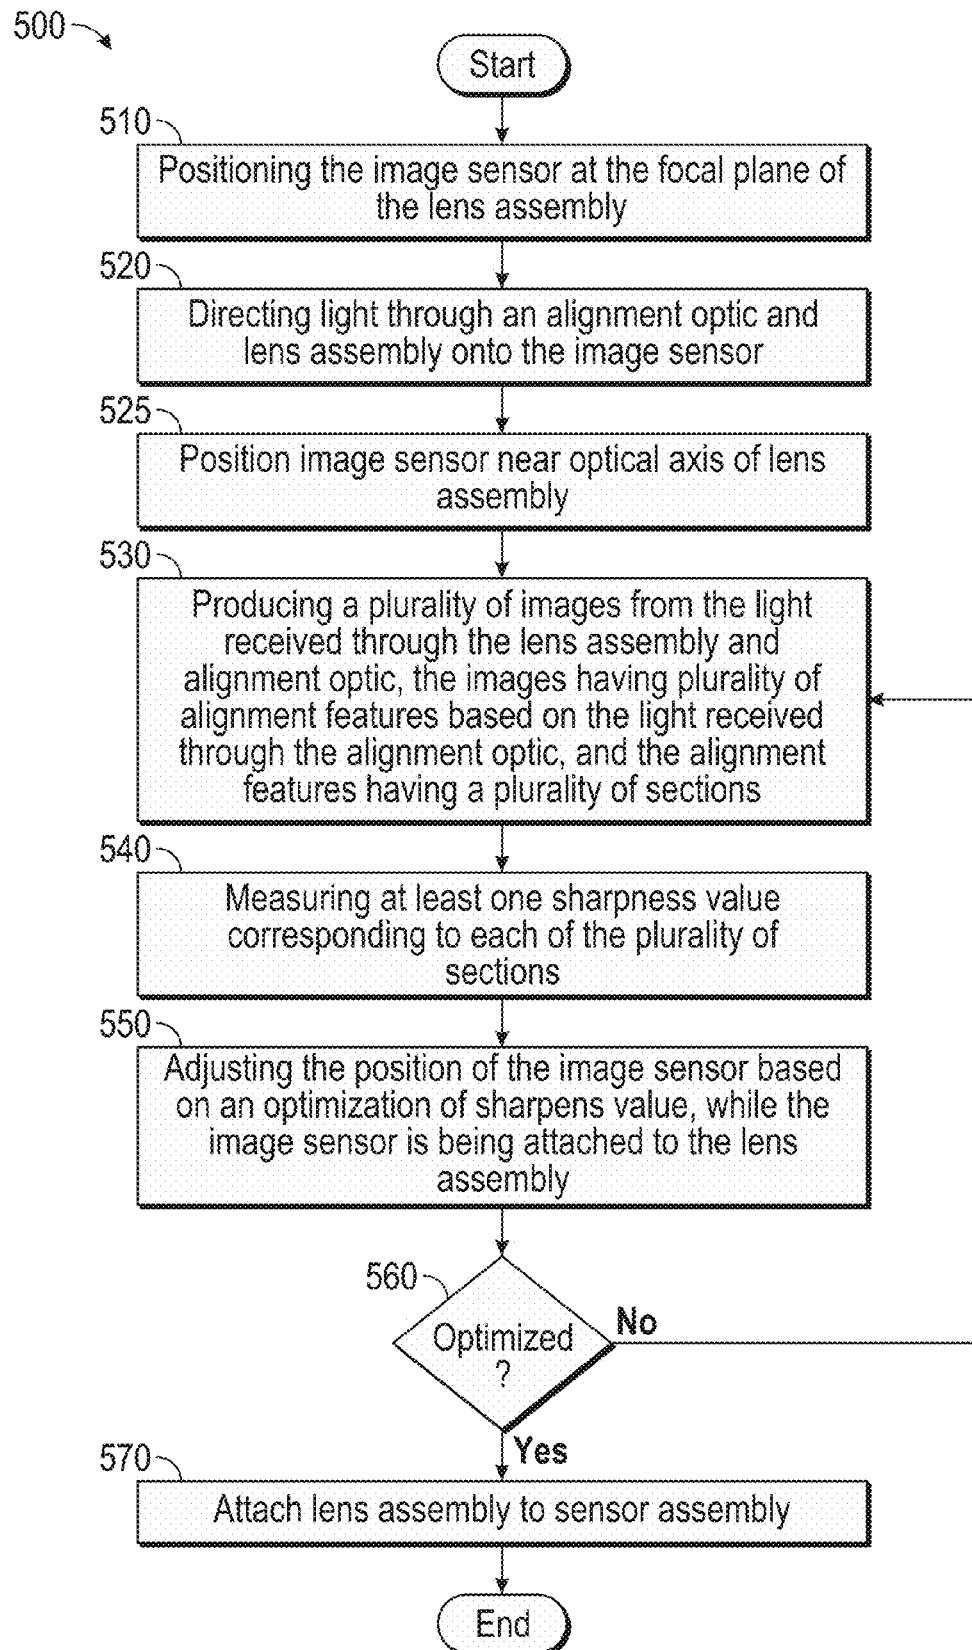 500
Start
510
Positioning the image sensor at the focal plane of
the lens assembly
520
Directing light through an alignment optic and
lens assembly onto the image sensor
525
Position image sensor near optical axis of lens
assembly
530
Producing a plurality of images from the light
received through the lens assembly and
alignment optic, the images having plurality of
alignment features based on the light received
through the alignment optic, and the alignment
features having a plurality of sections
540
Measuring at least one sharpness value
corresponding to each of the plurality of
sections
550
Adjusting the position of the image sensor based
on an optimization of sharpens value, while the
image sensor is being attached to the lens
assembly
560
Optimized
?
No
Yes
570
Attach lens assembly to sensor assembly
End